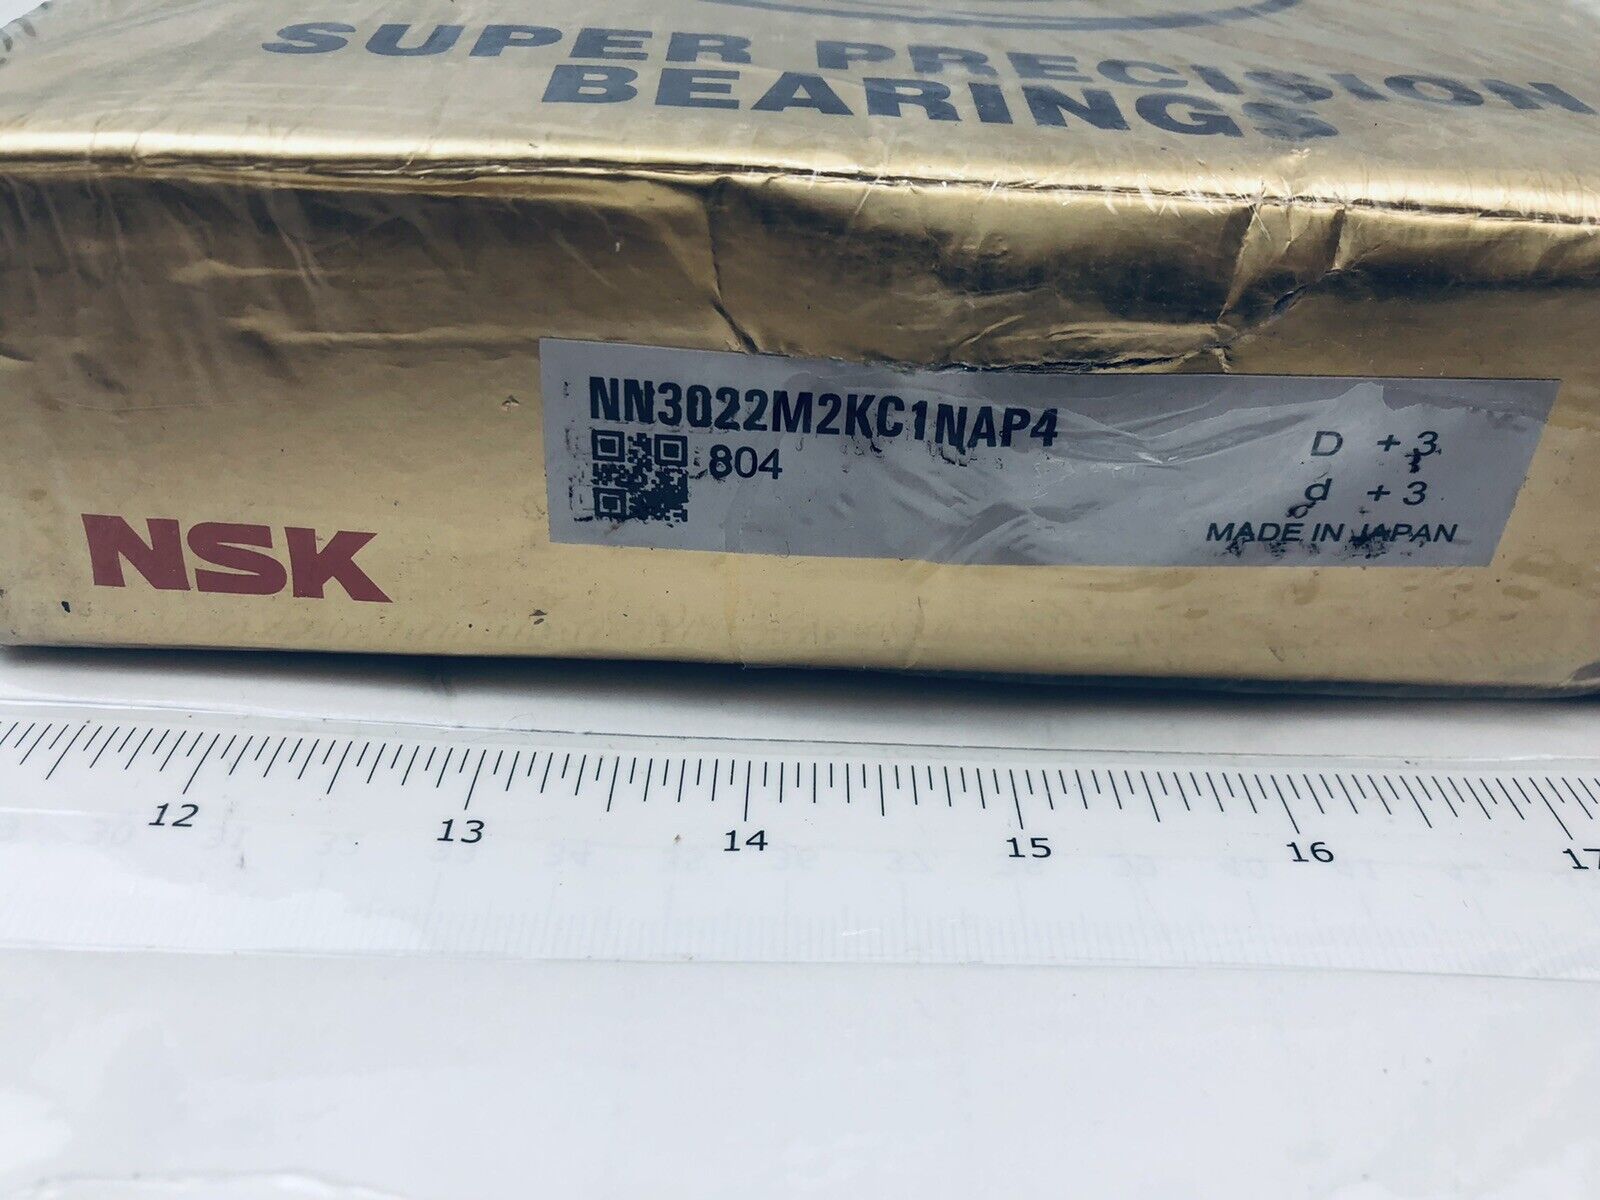 SUPER PRECISION
BEARINGS
NN3022M2KC1NAP4
804
D +3
d +3
MADE IN JAPAN
NSK
12 13 14 15 16 17